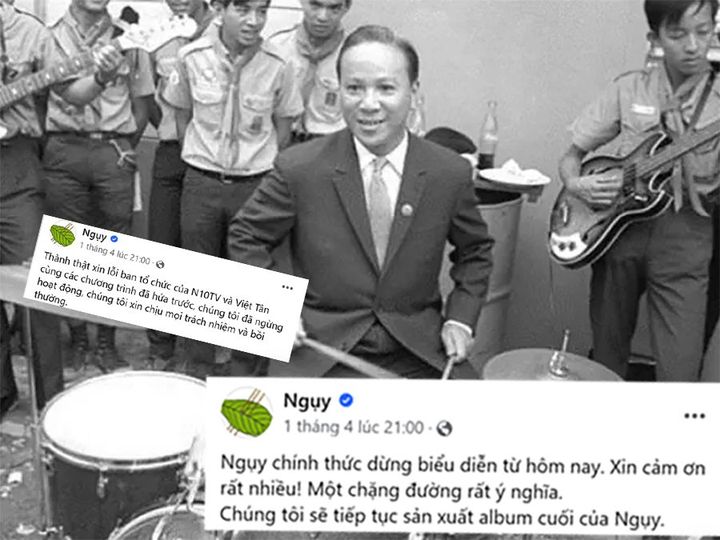 Ngụy
1 tháng 4 lúc 21:00 ·
Thành thật xin lỗi ban tổ chức của N10TV và Việt Tân
cùng các chương trình đã hứa trước, chúng tôi đã ngừng
hoạt động, chúng tôi xin chịu mọi trách nhiệm và bồi
thường.
Ngụy
1 tháng 4 lúc 21:00 ·
Ngụy chính thức dừng biểu diễn từ hôm nay. Xin cảm ơn
rất nhiều! Một chặng đường rất ý nghĩa.
Chúng tôi sẽ tiếp tục sản xuất album cuối của Ngụy.